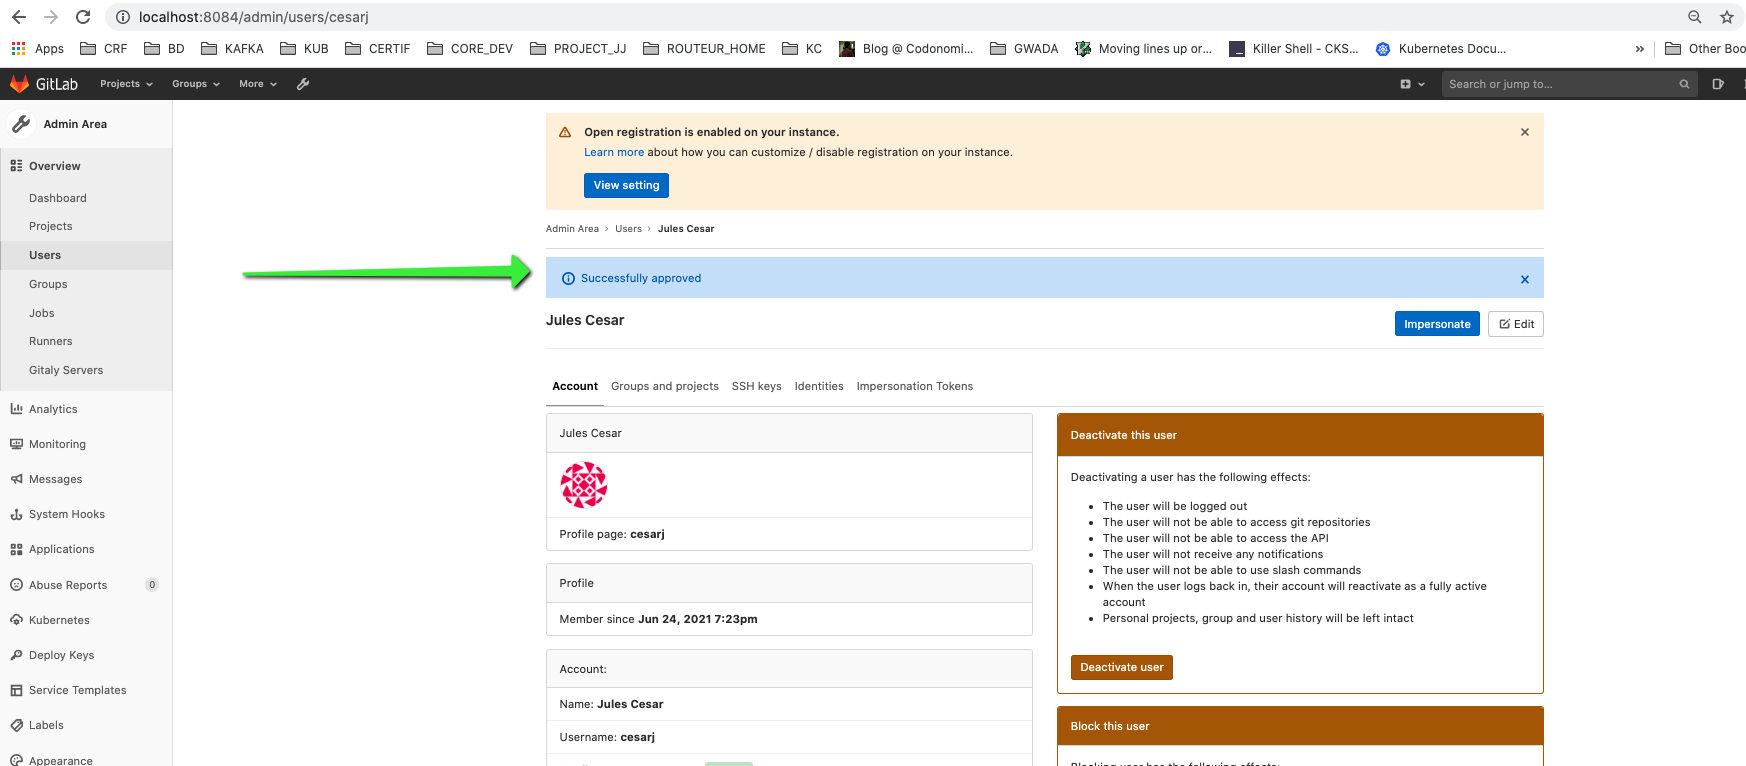 localhost:8084/admin/users/cesarj
Apps CRF BD KAFKA KUB CERTIF CORE_DEV PROJECT_JJ ROUTEUR_HOME KC Blog @ Codonomi... GWADA Moving lines up or... Killer Shell - CKS... Kubernetes Docu... » Other Boo
GitLab Projects Groups More Search or jump to...
Admin Area
Overview
Dashboard
Projects
Users
Groups
Jobs
Runners
Gitaly Servers
Analytics
Monitoring
Messages
System Hooks
Applications
Abuse Reports 0
Kubernetes
Deploy Keys
Service Templates
Labels
Appearance
Open registration is enabled on your instance.
Learn more about how you can customize / disable registration on your instance.
View setting
Admin Area › Users › Jules Cesar
Successfully approved
Jules Cesar
Impersonate Edit
Account Groups and projects SSH keys Identities Impersonation Tokens
Jules Cesar
Profile page: cesarj
Profile
Member since Jun 24, 2021 7:23pm
Account:
Name: Jules Cesar
Username: cesarj
Deactivate this user
Deactivating a user has the following effects:
• The user will be logged out
• The user will not be able to access git repositories
• The user will not be able to access the API
• The user will not receive any notifications
• The user will not be able to use slash commands
• When the user logs back in, their account will reactivate as a fully active
account
• Personal projects, group and user history will be left intact
Deactivate user
Block this user
Blocking user has the following effects: